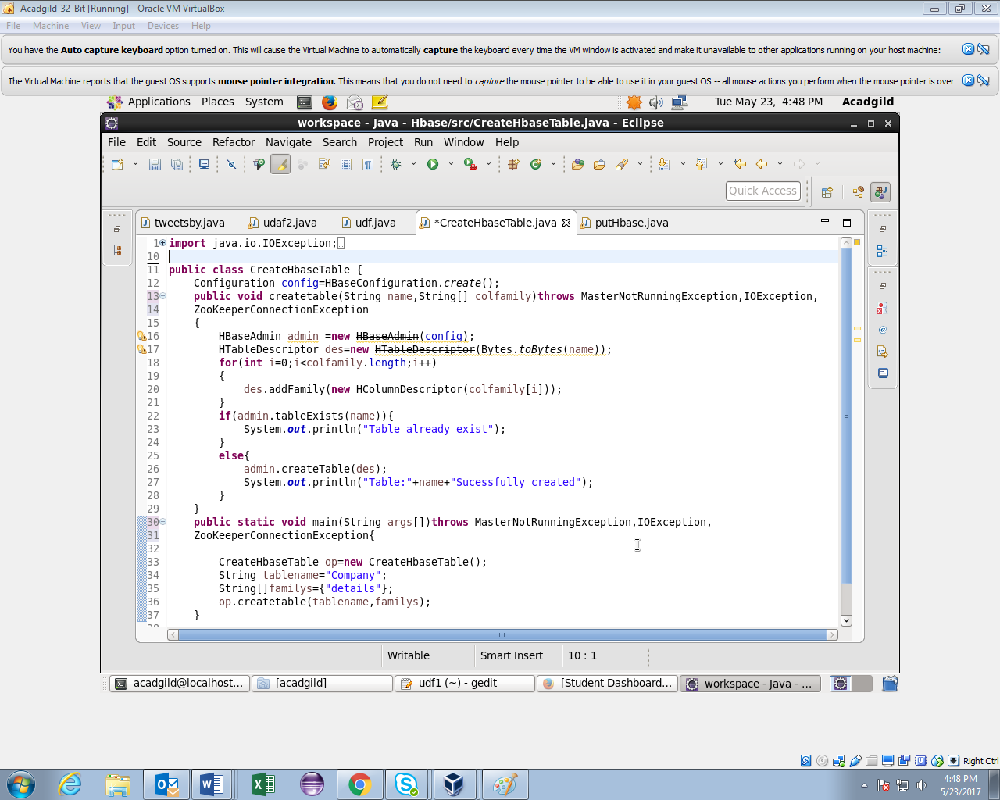 Acadgild_32_Bit [Running] - Oracle VM VirtualBox
File Machine View Input Devices Help
You have the Auto capture keyboard option turned on. This will cause the Virtual Machine to automatically capture the keyboard every time the VM window is activated and make it unavailable to other applications running on your host machine:
The Virtual Machine reports that the guest OS supports mouse pointer integration. This means that you do not need to capture the mouse pointer to be able to use it in your guest OS -- all mouse actions you perform when the mouse pointer is over
Applications Places System Tue May 23, 4:48 PM Acadgild
workspace - Java - Hbase/src/CreateHbaseTable.java - Eclipse
File Edit Source Refactor Navigate Search Project Run Window Help
Quick Access
tweetsby.java udaf2.java udf.java *CreateHbaseTable.java putHbase.java
1 import java.io.IOException;
10
11 public class CreateHbaseTable {
12 Configuration config=HBaseConfiguration.create();
13 public void createtable(String name,String[] colfamily)throws MasterNotRunningException,IOException,
14 ZooKeeperConnectionException
15 {
16 HBaseAdmin admin =new HBaseAdmin(config);
17 HTableDescriptor des=new HTableDescriptor(Bytes.toBytes(name));
18 for(int i=0;i<colfamily.length;i++)
19 {
20 des.addFamily(new HColumnDescriptor(colfamily[i]));
21 }
22 if(admin.tableExists(name)){
23 System.out.println("Table already exist");
24 }
25 else{
26 admin.createTable(des);
27 System.out.println("Table:"+name+"Sucessfully created");
28 }
29 }
30 public static void main(String args[])throws MasterNotRunningException,IOException,
31 ZooKeeperConnectionException{
32
33 CreateHbaseTable op=new CreateHbaseTable();
34 String tablename="Company";
35 String[]familys={"details"};
36 op.createtable(tablename,familys);
37 }
Writable Smart Insert 10 : 1
acadgild@localhost... [acadgild] udf1 (~) - gedit [Student Dashboard... workspace - Java - ...
Right Ctrl
4:48 PM
5/23/2017